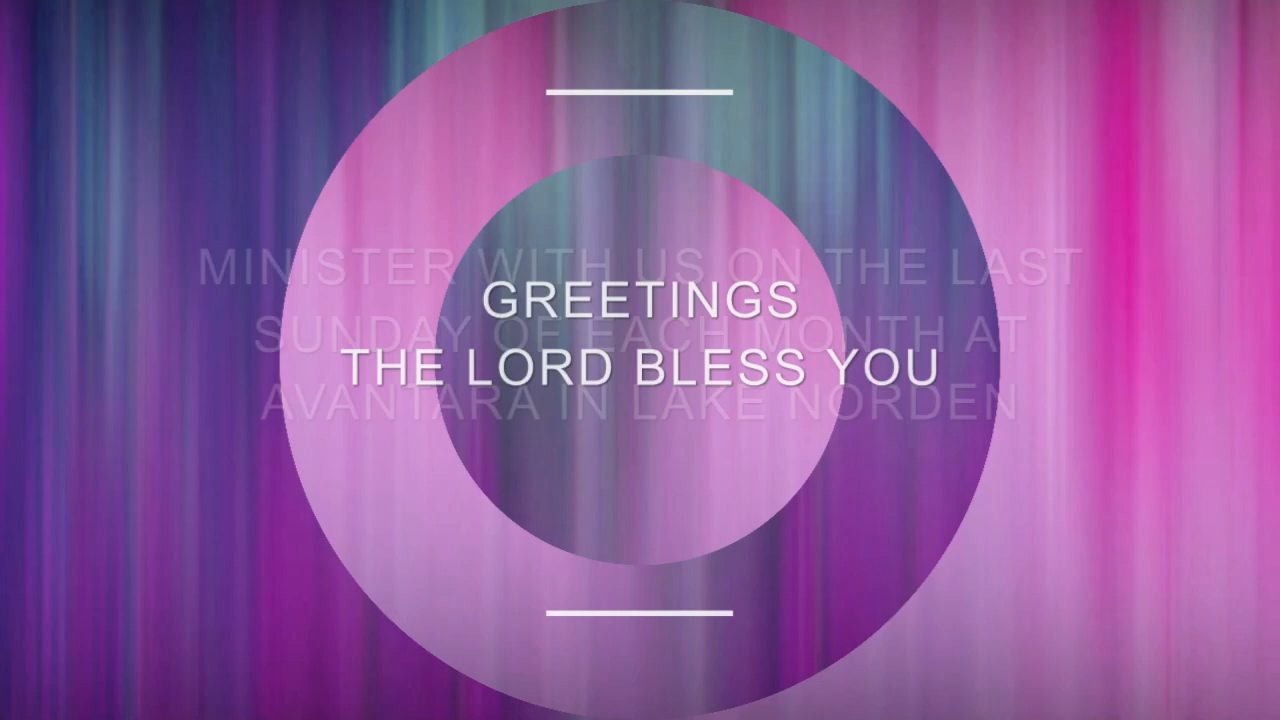 MINISTER WITH US ON THE LAST
GREETINGS
SUNDAY OF EACH MONTH AT
THE LORD BLESS YOU
AVANTARA IN LAKE NORDEN